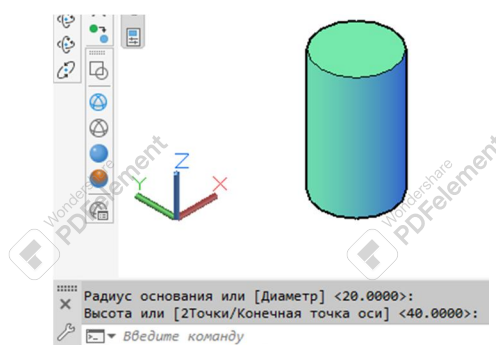 Z
Y
X
Wondershare
PDFelement
Wondershare
PDFelement
Радиус основания или [Диаметр] <20.0000>:
Высота или [2Точки/Конечная точка оси] <40.0000>:
Введите команду